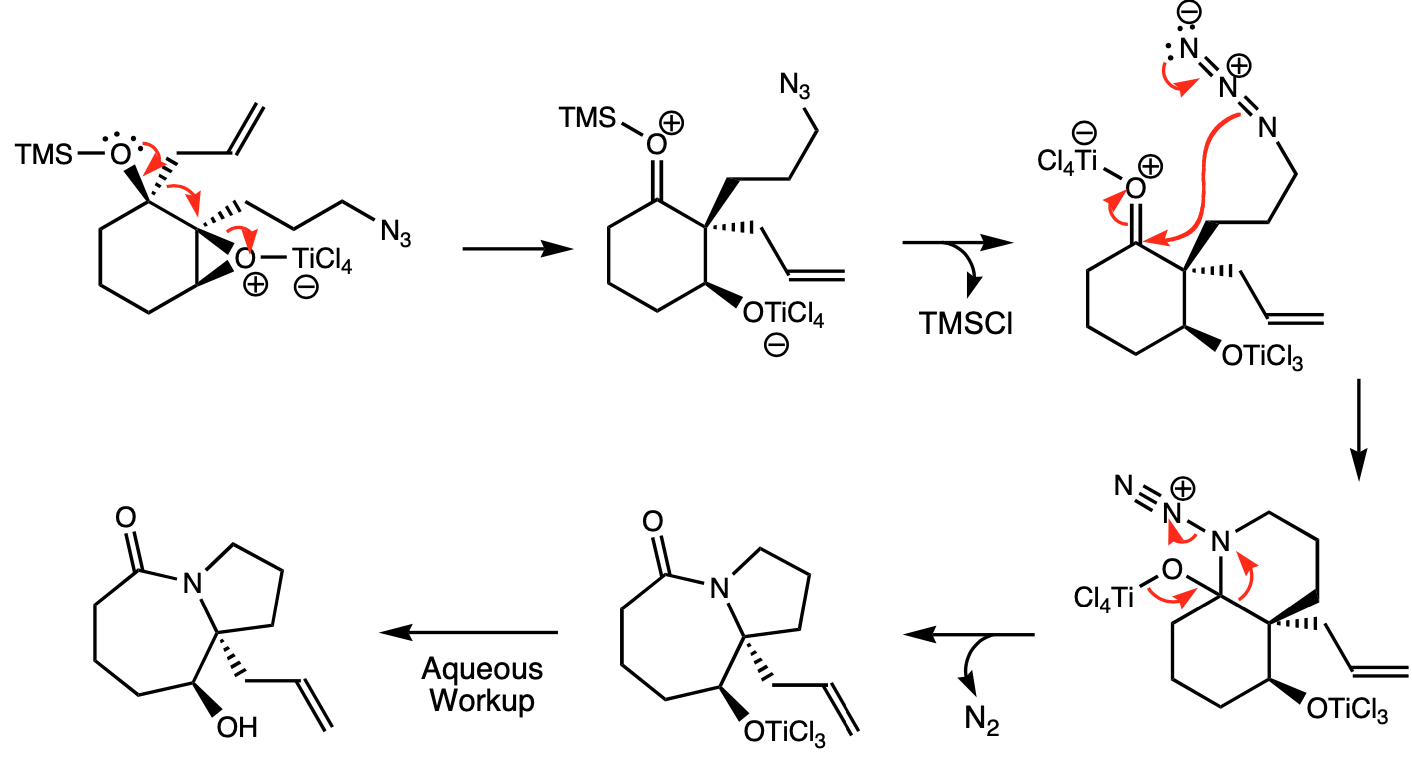 TMS
O
N₃
O
TiCl₄
⊕
⊖
TMS
O
⊕
N₃
OTiCl₄
⊖
TMSCl
⊖
N
⊕
N
N
⊖
Cl₄Ti
O
⊕
OTiCl₃
N
N
⊕
N
O
Cl₄Ti
OTiCl₃
N₂
O
N
OTiCl₃
Aqueous
Workup
O
N
OH